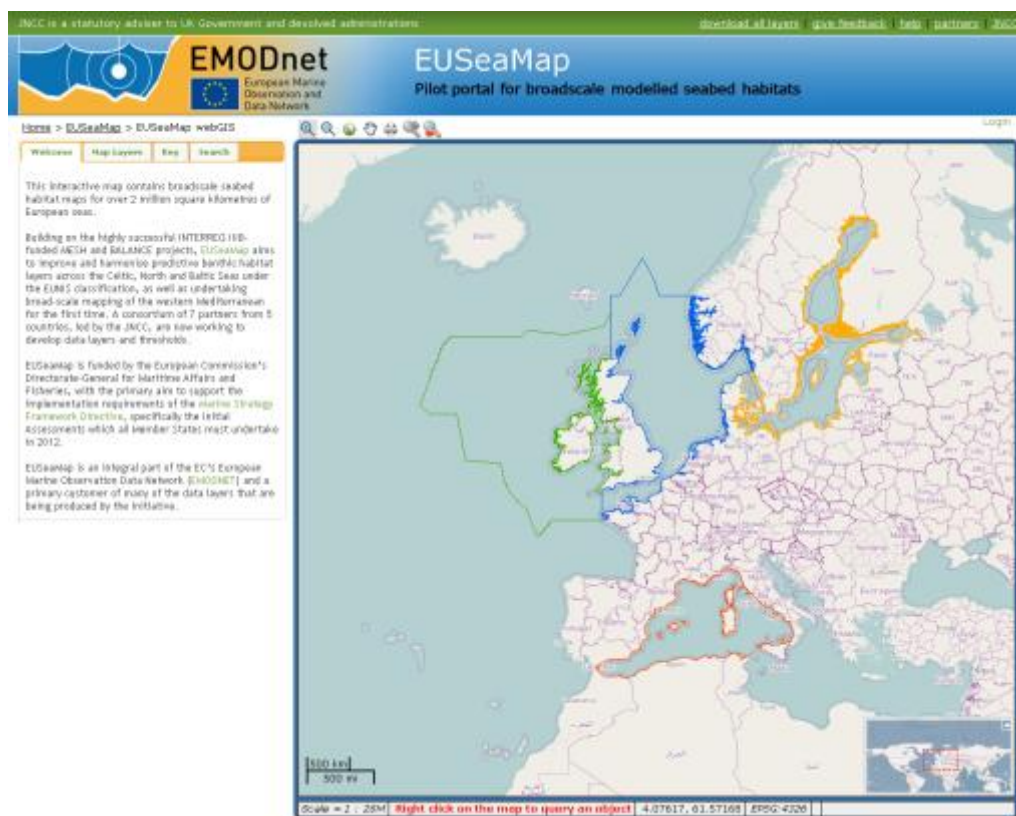 JNCC is a statutory adviser to UK Government and devolved administrations
download all layers | give feedback | help | partners | JNCC
EMODnet
European Marine
Observation and
Data Network
EUSeaMap
Pilot portal for broadscale modelled seabed habitats
Home > EUSeaMap > EUSeaMap webGIS
Login
Welcome Map Layers Key Search
This interactive map contains broadscale seabed
habitat maps for over 2 million square kilometres of
European seas.
Building on the highly successful INTERREG IIIB-
funded MESH and BALANCE projects, EUSeaMap aims
to improve and harmonise predictive benthic habitat
layers across the Celtic, North and Baltic Seas under
the EUNIS classification, as well as undertaking
broad-scale mapping of the western Mediterranean
for the first time. A consortium of 7 partners from 5
countries, led by the JNCC, are now working to
develop data layers and thresholds.
EUSeaMap is funded by the European Commission's
Directorate-General for Maritime Affairs and
Fisheries, with the primary aim to support the
implementation requirements of the Marine Strategy
Framework Directive, specifically the Initial
Assessments which all Member States must undertake
in 2012.
EUSeaMap is an integral part of the EC's European
Marine Observation Data Network (EMODNET) and a
primary customer of many of the data layers that are
being produced by the initiative.
500 km
500 mi
Scale = 1 : 28M Right click on the map to query an object 4.07617, 61.57168 EPSG:4326